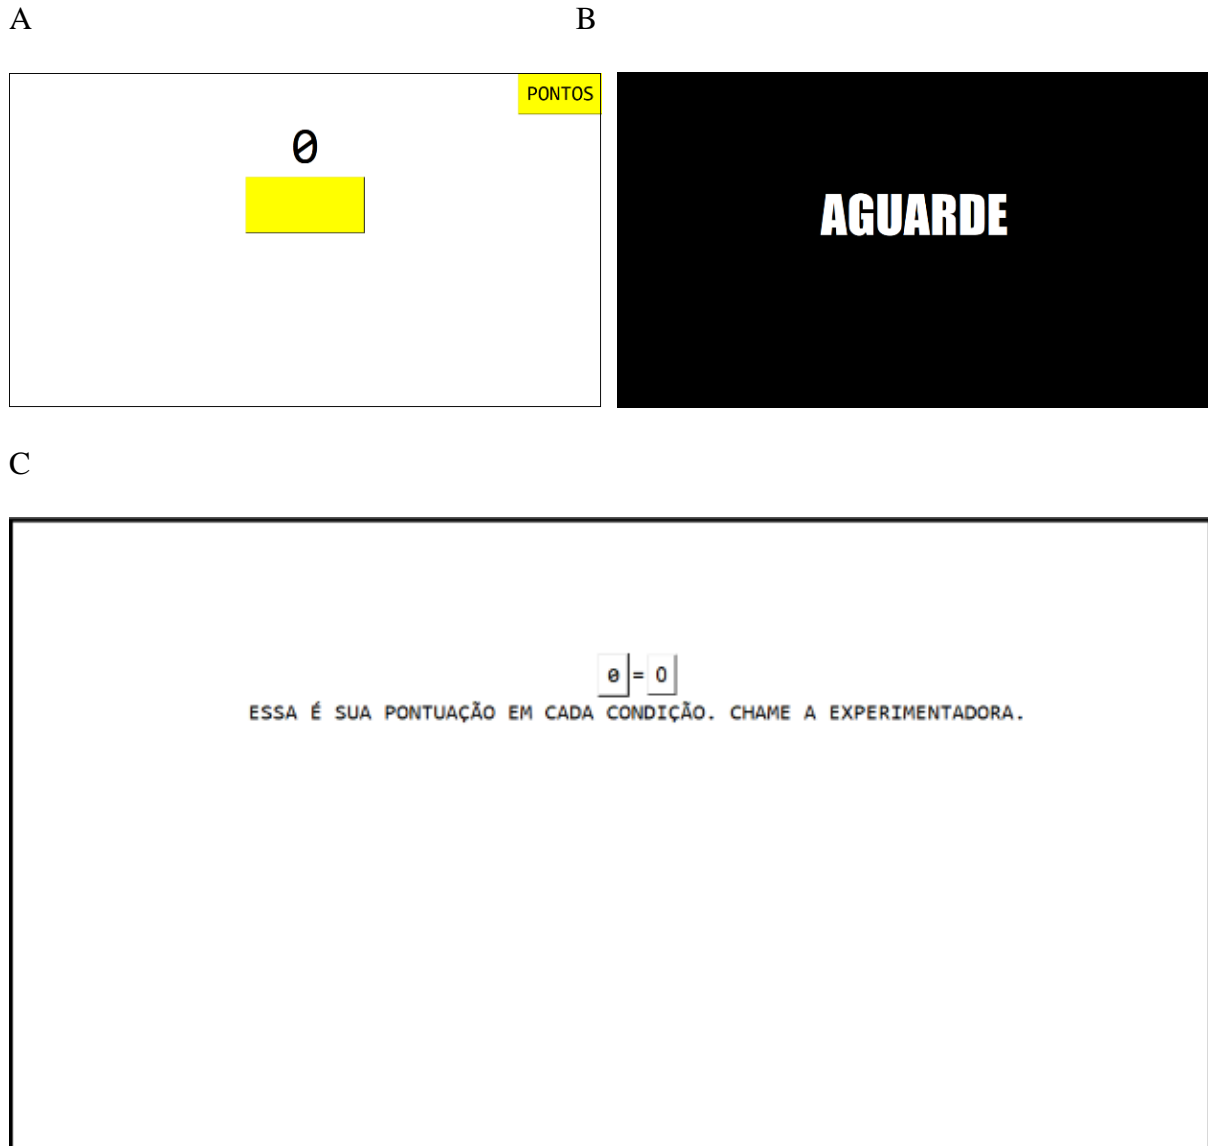 A
B
PONTOS
0
AGUARDE
C
0 = 0
ESSA É SUA PONTUAÇÃO EM CADA CONDIÇÃO. CHAME A EXPERIMENTADORA.